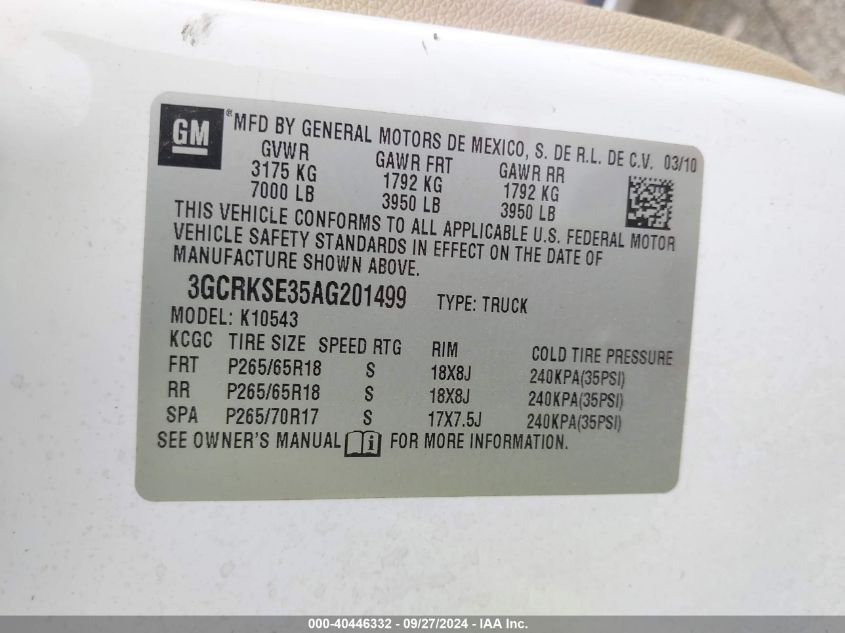 GM ® MFD BY GENERAL MOTORS DE MEXICO, S. DE R.L. DE C.V. 03/10
GVWR GAWR FRT GAWR RR
3175 KG 1792 KG 1792 KG
7000 LB 3950 LB 3950 LB
THIS VEHICLE CONFORMS TO ALL APPLICABLE U.S. FEDERAL MOTOR
VEHICLE SAFETY STANDARDS IN EFFECT ON THE DATE OF
MANUFACTURE SHOWN ABOVE.
3GCRKSE35AG201499 TYPE: TRUCK
MODEL: K10543
KCGC TIRE SIZE SPEED RTG RIM COLD TIRE PRESSURE
FRT P265/65R18 S 18X8J 240KPA(35PSI)
RR P265/65R18 S 18X8J 240KPA(35PSI)
SPA P265/70R17 S 17X7.5J 240KPA(35PSI)
SEE OWNER'S MANUAL i FOR MORE INFORMATION.
000-40446332 - 09/27/2024 - IAA Inc.